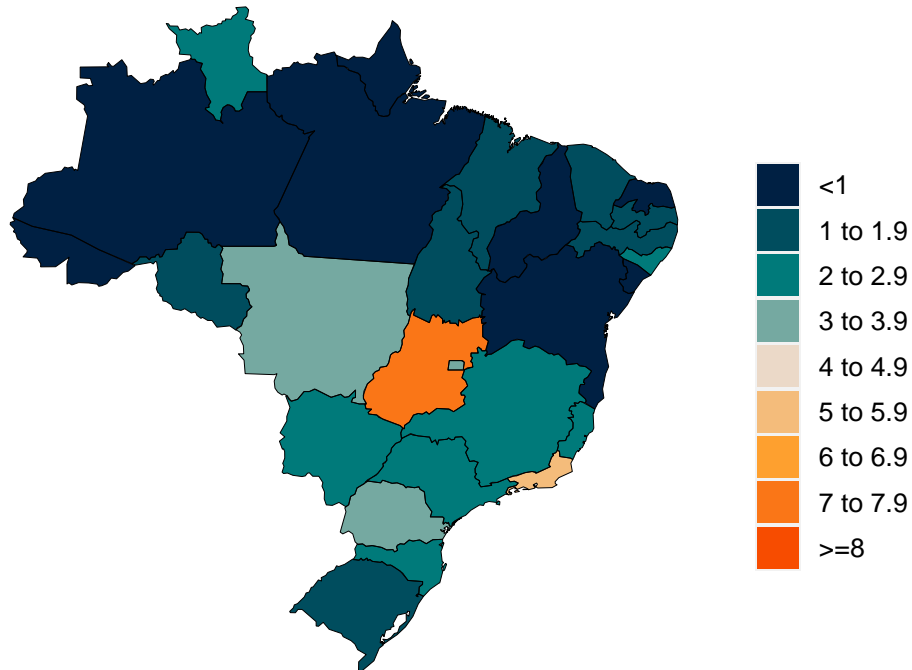 <1
1 to 1.9
2 to 2.9
3 to 3.9
4 to 4.9
5 to 5.9
6 to 6.9
7 to 7.9
>=8